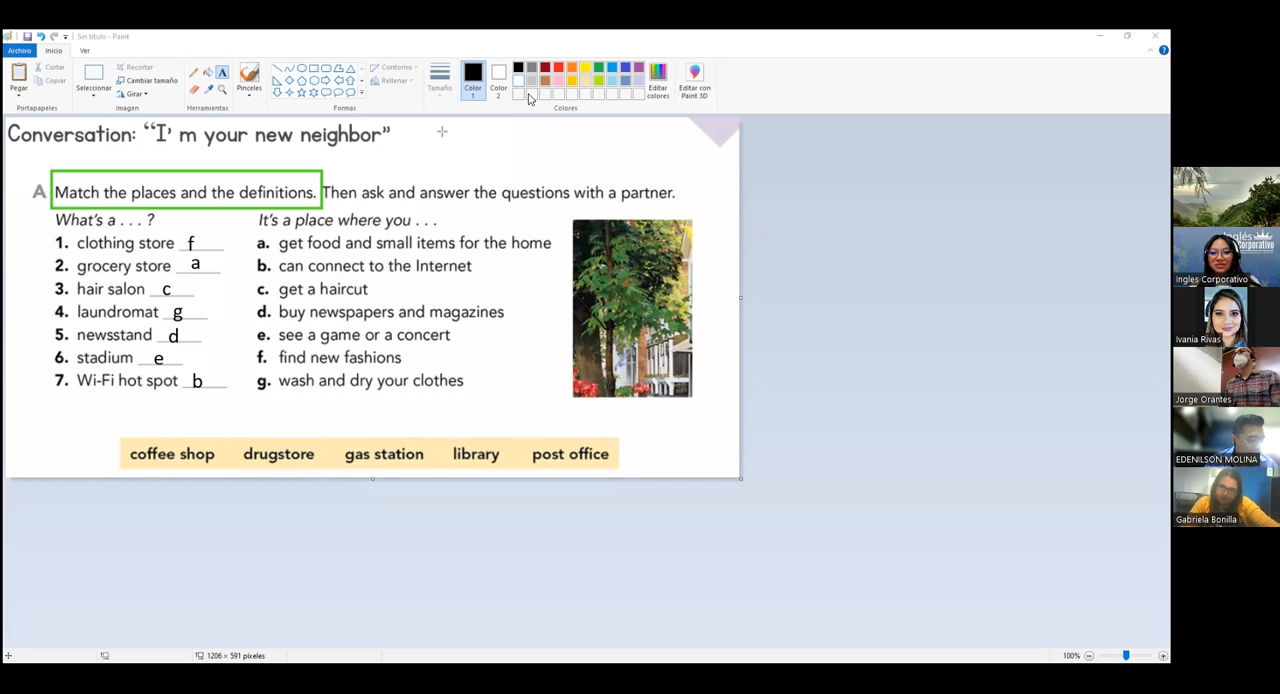 Sin título - Paint
Archivo Inicio Ver
Pegar
Cortar
Copiar
Portapapeles
Seleccionar
Recortar
Cambiar tamaño
Girar
Imagen
A
Herramientas
Pinceles
Contorno
Rellenar
Formas
Tamaño
Color
1
Color
2
Editar
colores
Editar con
Paint 3D
Colores
Conversation: “I’ m your new neighbor”
A Match the places and the definitions. Then ask and answer the questions with a partner.
What's a . . . ? It's a place where you . . .
1. clothing store f a. get food and small items for the home
2. grocery store a b. can connect to the Internet
3. hair salon c c. get a haircut
4. laundromat g d. buy newspapers and magazines
5. newsstand d e. see a game or a concert
6. stadium e f. find new fashions
7. Wi-Fi hot spot b g. wash and dry your clothes
coffee shop drugstore gas station library post office
1206 × 591 píxeles
100%
Inglés
Corporativo
Ingles Corporativo
Ivania Rivas
Jorge Orantes
EDENILSON MOLINA
Gabriela Bonilla